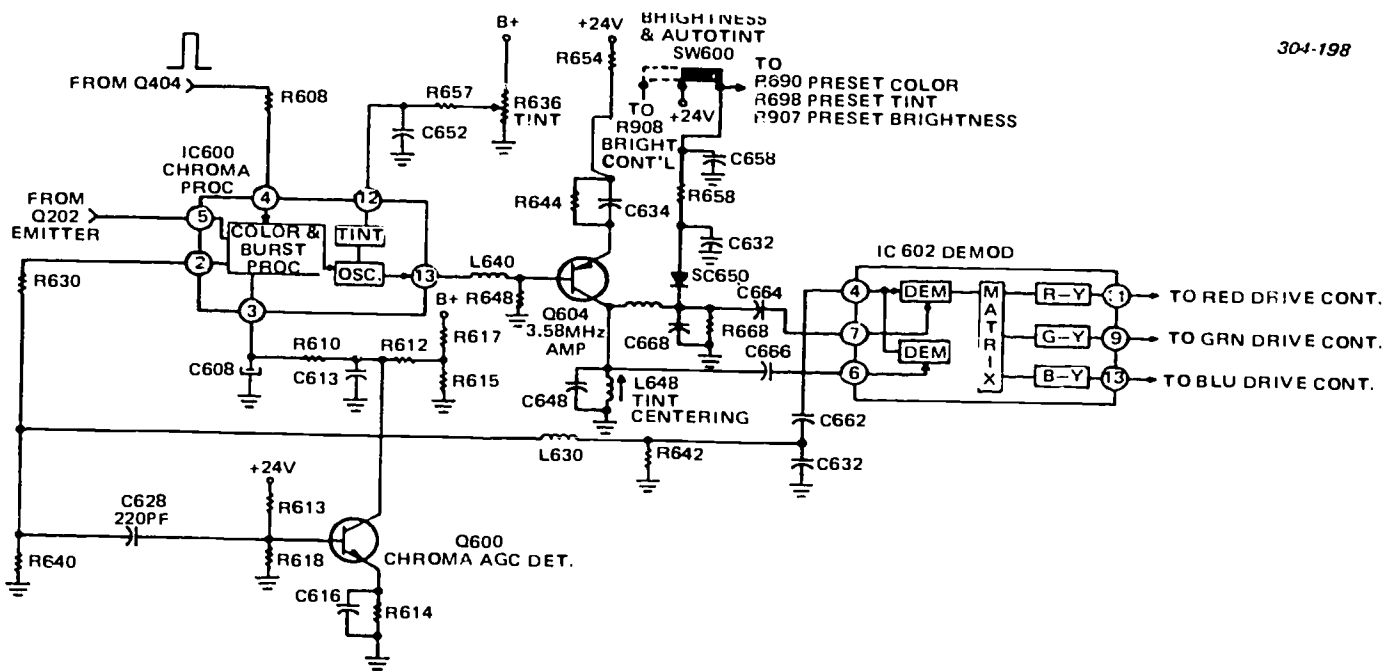 304-198
B+
+24V
BRIGHTNESS
& AUTOTINT
SW600
R654
TO
R690 PRESET COLOR
R698 PRESET TINT
R907 PRESET BRIGHTNESS
FROM Q404
R608
R657
R636
TINT
C652
TO
R908
BRIGHT
CONT'L
+24V
C658
IC600
CHROMA
PROC
R644
C634
R658
FROM
Q202
EMITTER
4
12
5
COLOR &
BURST
PROC
TINT
OSC.
2
13
3
L640
R648
C632
SC650
Q604
3.58MHz
AMP
C664
R668
C668
C666
IC 602 DEMOD
4
DEM
7
DEM
6
MATRIX
R-Y
11
TO RED DRIVE CONT.
G-Y
9
TO GRN DRIVE CONT.
B-Y
13
TO BLU DRIVE CONT.
R630
B+
R617
R610
R612
C608
C613
R615
C648
L648
TINT
CENTERING
C662
L630
R642
C632
+24V
C628
220PF
R613
R640
R618
Q600
CHROMA AGC DET.
C616
R614